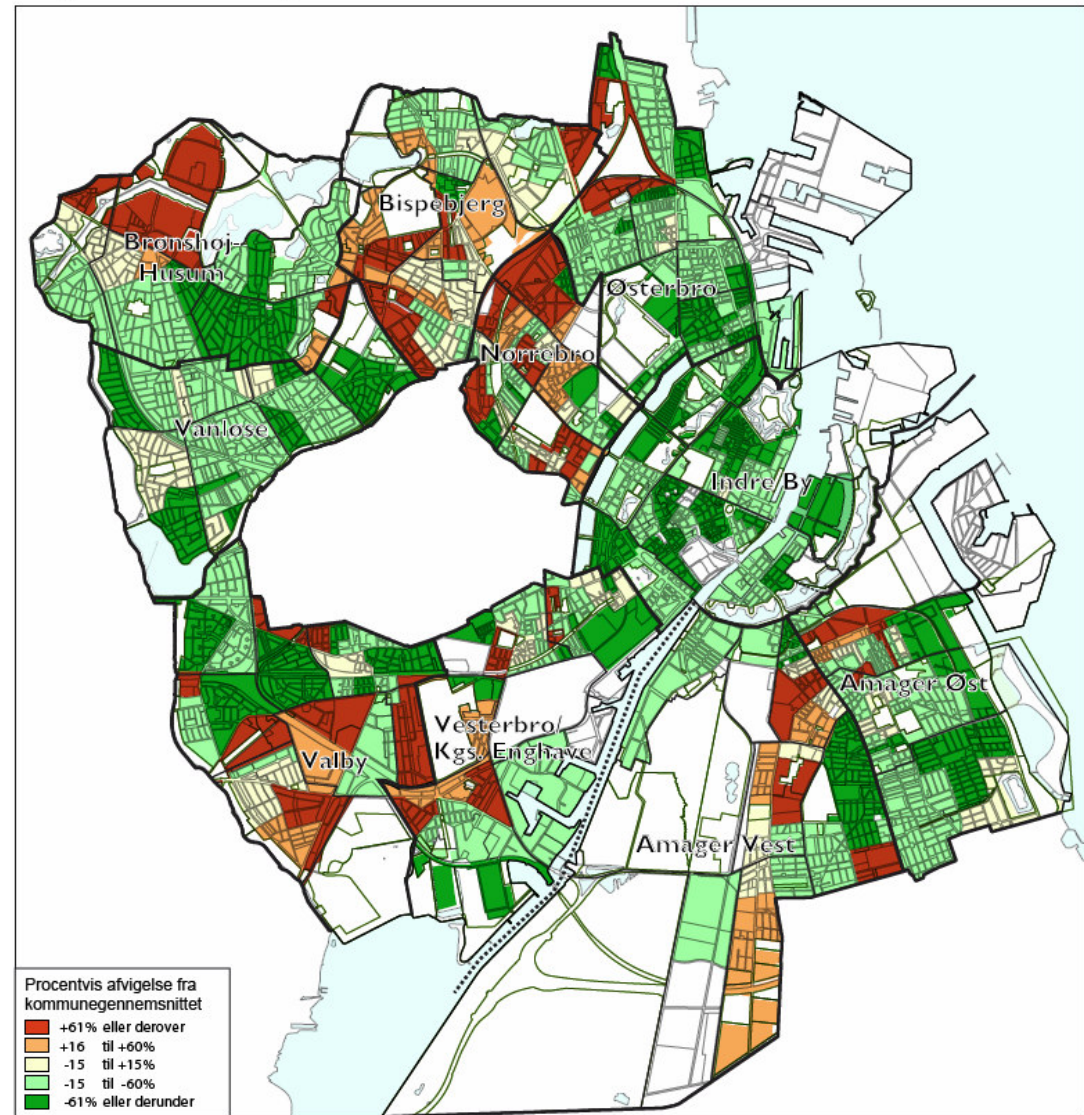 Bispebjerg
Brønshøj-
Husum
Østerbro
Nørrebro
Vanløse
Indre By
Amager Øst
Vesterbro/
Kgs. Enghave
Valby
Amager Vest
Procentvis afvigelse fra
kommunegennemsnittet
+61% eller derover
+16 til +60%
-15 til +15%
-15 til -60%
-61% eller derunder